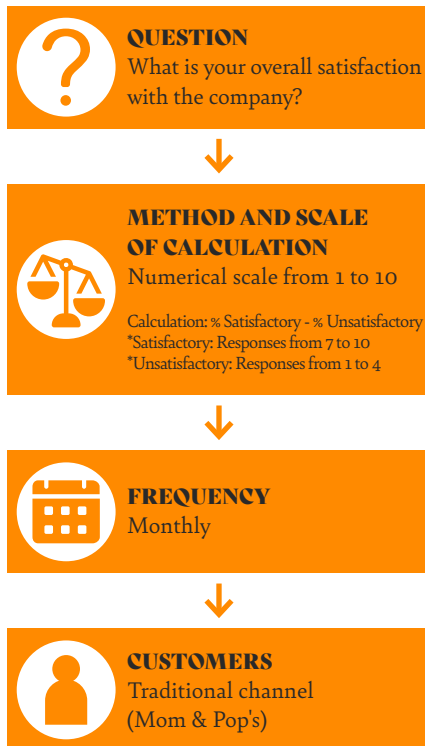 QUESTION
What is your overall satisfaction
with the company?
METHOD AND SCALE
OF CALCULATION
Numerical scale from 1 to 10
Calculation: % Satisfactory - % Unsatisfactory
*Satisfactory: Responses from 7 to 10
*Unsatisfactory: Responses from 1 to 4
FREQUENCY
Monthly
CUSTOMERS
Traditional channel
(Mom & Pop's)